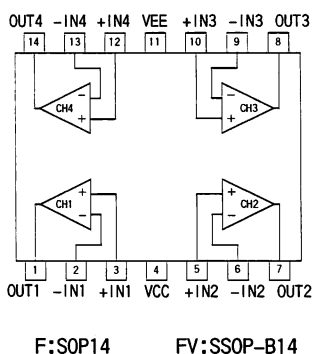 OUT4 -IN4 +IN4 VEE +IN3 -IN3 OUT3
14 13 12 11 10 9 8
CH4 - + - + CH3
CH1 + - + - CH2
1 2 3 4 5 6 7
OUT1 -IN1 +IN1 VCC +IN2 -IN2 OUT2
F:SOP14 FV:SSOP-B14